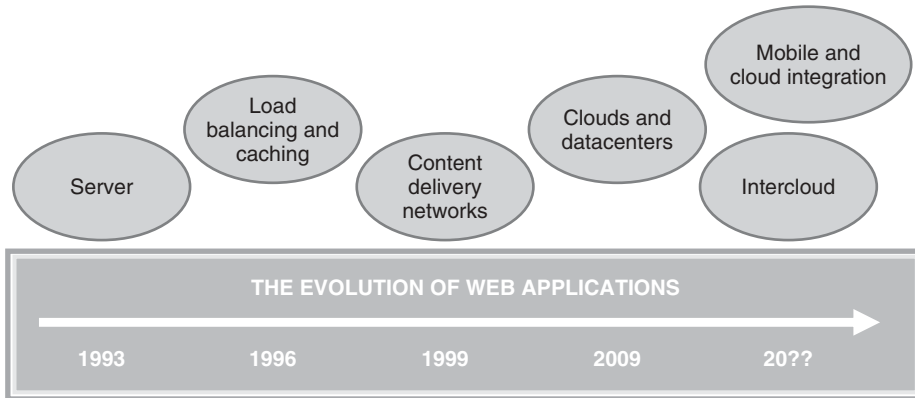 Server
Load
balancing and
caching
Content
delivery
networks
Clouds and
datacenters
Mobile and
cloud integration
Intercloud
THE EVOLUTION OF WEB APPLICATIONS
1993
1996
1999
2009
20??